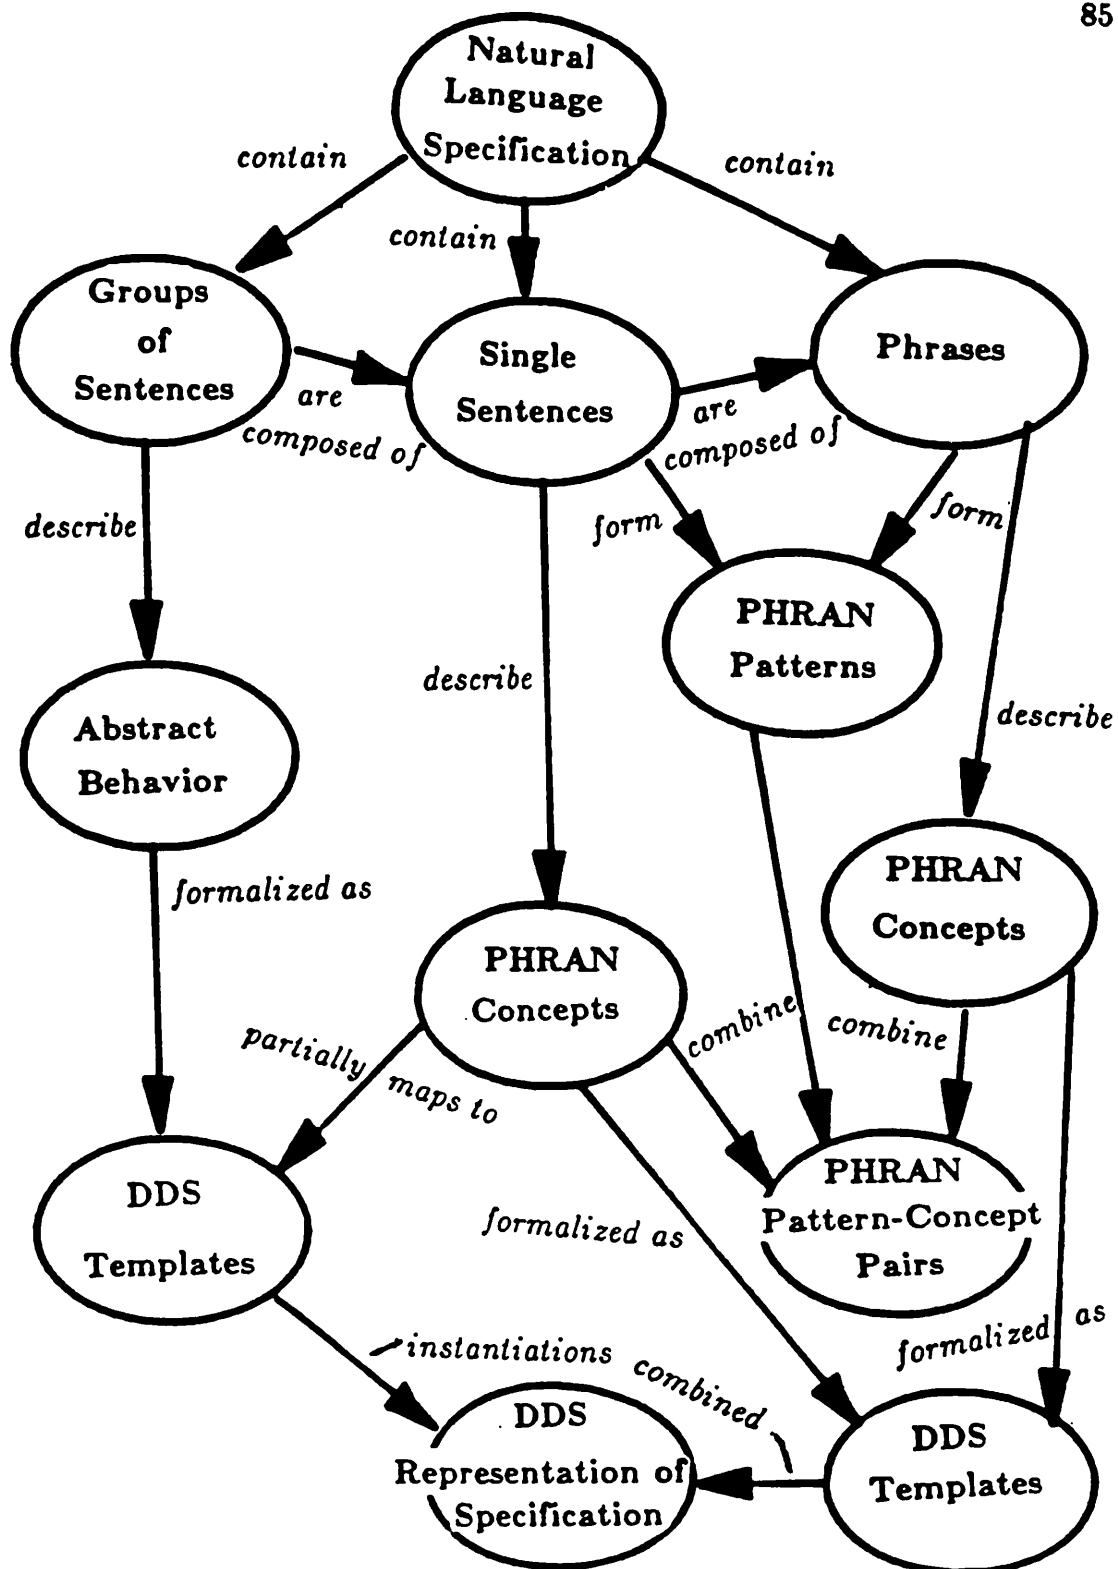 85
Natural
Language
Specification
contain
contain
contain
Groups
of
Sentences
Single
Sentences
Phrases
are
composed of
are
composed of
describe
form
form
PHRAN
Patterns
describe
describe
Abstract
Behavior
formalized as
PHRAN
Concepts
PHRAN
Concepts
partially
maps to
combine
combine
DDS
Templates
PHRAN
Pattern-Concept
Pairs
formalized as
formalized as
instantiations combined
DDS
Representation of
Specification
DDS
Templates